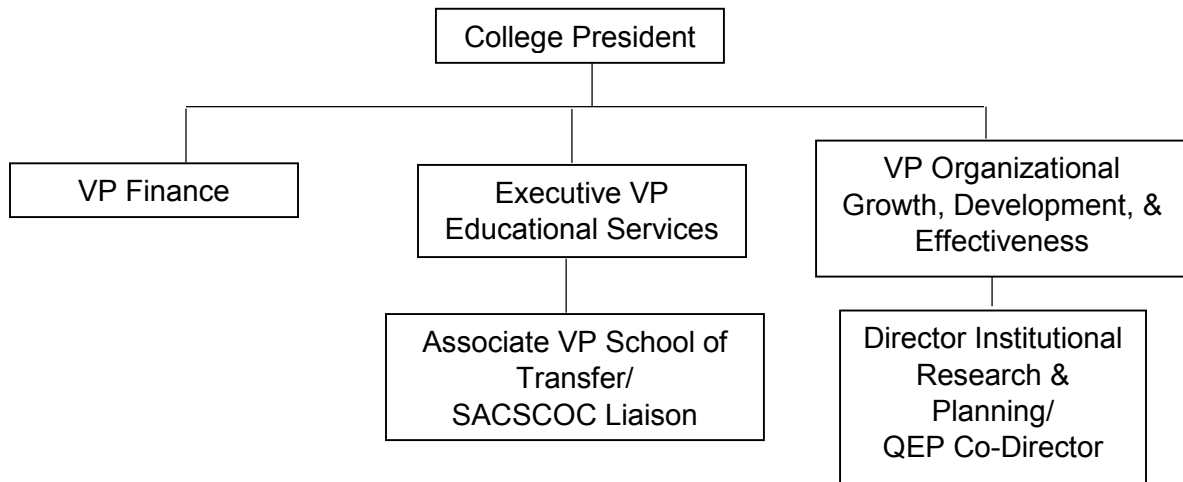 College President
VP Finance
Executive VP
Educational Services
VP Organizational
Growth, Development, &
Effectiveness
Associate VP School of
Transfer/
SACSCOC Liaison
Director Institutional
Research &
Planning/
QEP Co-Director